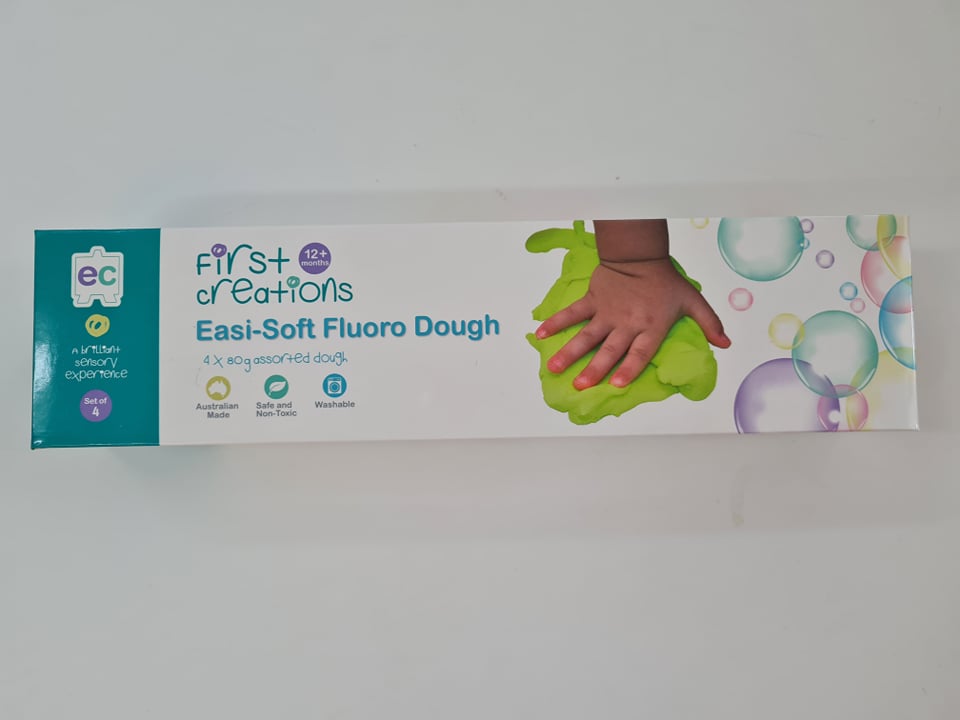 ec
A brilliant
sensory
experience
Set of
4
first
creations
12+
months
Easi-Soft Fluoro Dough
4 x 80g assorted dough
Australian
Made
Safe and
Non-Toxic
Washable